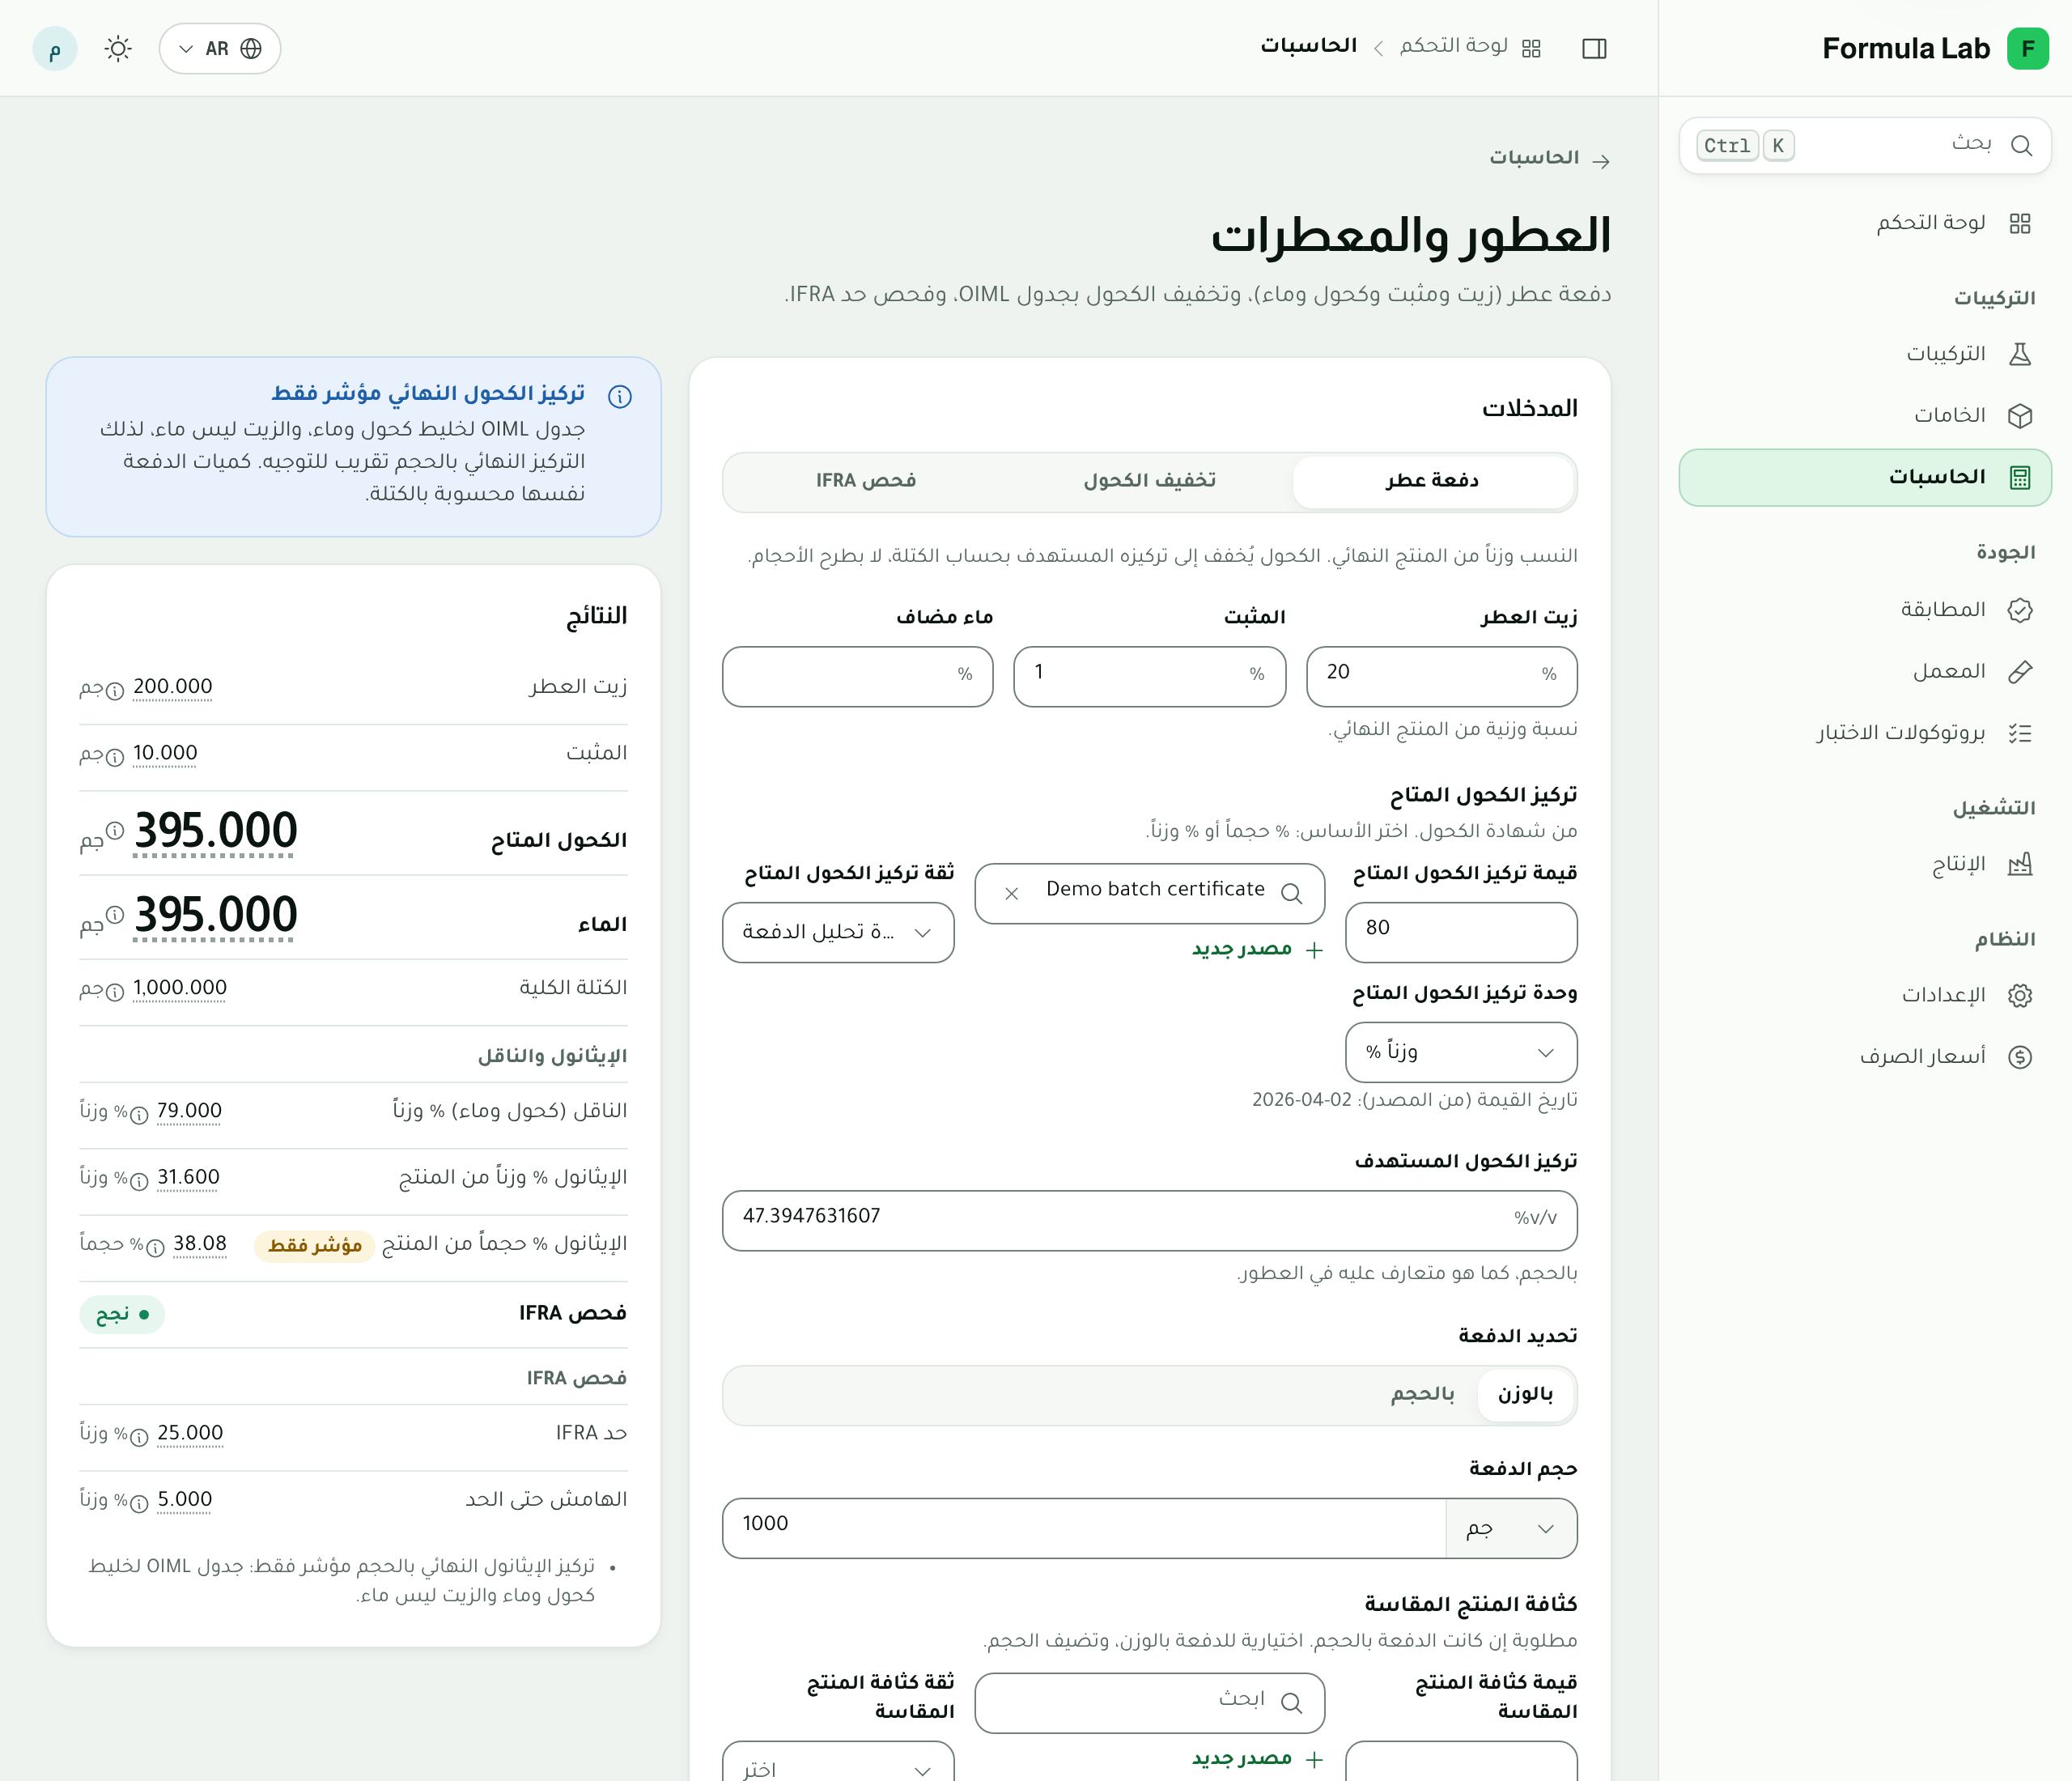 Formula Lab
F
بحث
Ctrl K
لوحة التحكم
التركيبات
التركيبات
الخامات
الحاسبات
الجودة
المطابقة
المعمل
بروتوكولات الاختبار
التشغيل
الإنتاج
النظام
الإعدادات
أسعار الصرف
لوحة التحكم
الحاسبات
AR
م
الحاسبات
العطور والمعطرات
دفعة عطر (زيت ومثبت وكحول وماء)، وتخفيف الكحول بجدول OIML، وفحص حد IFRA.
المدخلات
دفعة عطر
تخفيف الكحول
فحص IFRA
النسب وزناً من المنتج النهائي. الكحول يُخفف إلى تركيزه المستهدف بحساب الكتلة، لا بطرح الأحجام.
زيت العطر
المثبت
ماء مضاف
% 20
% 1
%
نسبة وزنية من المنتج النهائي.
تركيز الكحول المتاح
من شهادة الكحول. اختر الأساس: % حجماً أو % وزناً.
قيمة تركيز الكحول المتاح
80
Demo batch certificate
مصدر جديد
ثقة تركيز الكحول المتاح
...ة تحليل الدفعة
وحدة تركيز الكحول المتاح
% وزناً
تاريخ القيمة (من المصدر): 2026-04-02
تركيز الكحول المستهدف
%v/v 47.3947631607
بالحجم، كما هو متعارف عليه في العطور.
تحديد الدفعة
بالوزن
بالحجم
حجم الدفعة
جم 1000
كثافة المنتج المقاسة
مطلوبة إن كانت الدفعة بالحجم. اختيارية للدفعة بالوزن، وتضيف الحجم.
قيمة كثافة المنتج
المقاسة
ابحث
مصدر جديد
ثقة كثافة المنتج
المقاسة
اختر
تركيز الكحول النهائي مؤشر فقط
جدول OIML لخليط كحول وماء، والزيت ليس ماء، لذلك
التركيز النهائي بالحجم تقريب للتوجيه. كميات الدفعة
نفسها محسوبة بالكتلة.
النتائج
زيت العطر 200.000 جم
المثبت 10.000 جم
الكحول المتاح 395.000 جم
الماء 395.000 جم
الكتلة الكلية 1,000.000 جم
الإيثانول والناقل
الناقل (كحول وماء) % وزناً 79.000 % وزناً
الإيثانول % وزناً من المنتج 31.600 % وزناً
الإيثانول % حجماً من المنتج مؤشر فقط 38.08 % حجماً
فحص IFRA نجح
فحص IFRA
حد IFRA 25.000 % وزناً
الهامش حتى الحد 5.000 % وزناً
• تركيز الإيثانول النهائي بالحجم مؤشر فقط: جدول OIML لخليط
كحول وماء والزيت ليس ماء.